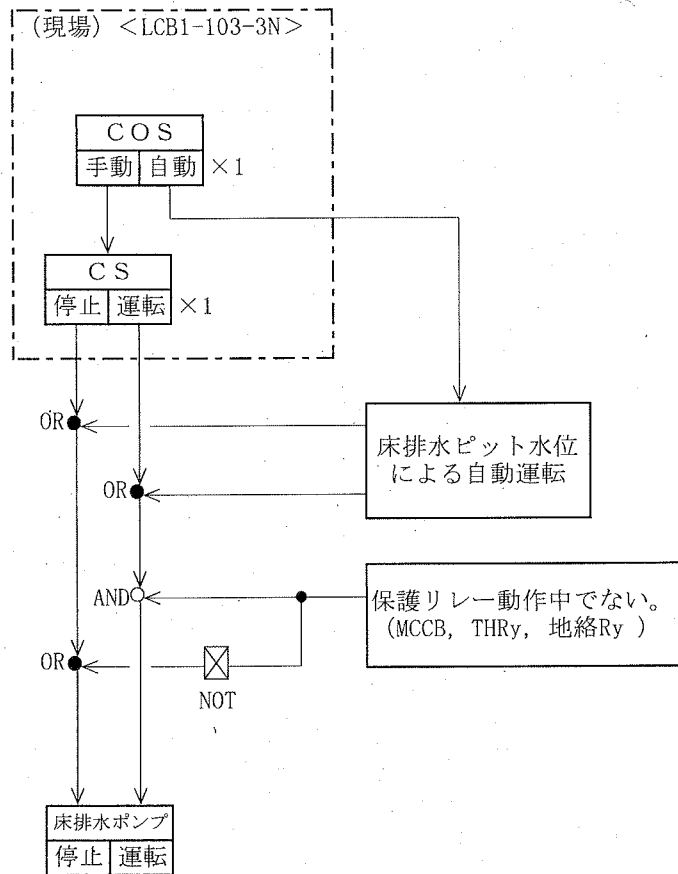 (現場) <LCB1-103-3N>
COS
手動 自動 ×1
CS
停止 運転 ×1
OR
床排水ピット水位
による自動運転
OR
AND
保護リレー動作中でない。
(MCCB, THRy, 地絡Ry )
OR
NOT
床排水ポンプ
停止 運転